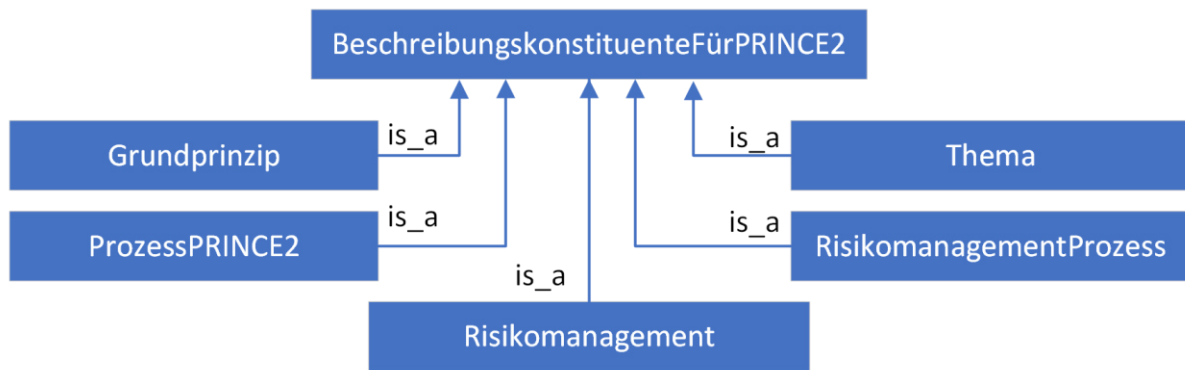 BeschreibungskonstituenteFürPRINCE2
Grundprinzip
is_a
is_a
Thema
ProzessPRINCE2
is_a
is_a
RisikomanagementProzess
is_a
Risikomanagement